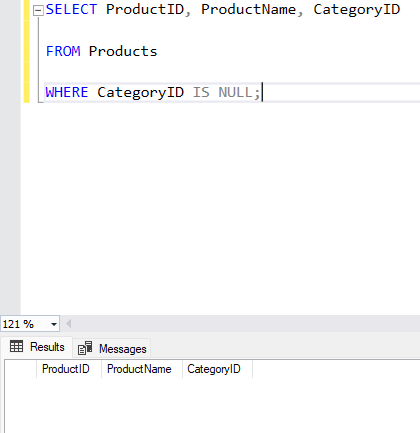 SELECT ProductID, ProductName, CategoryID
FROM Products
WHERE CategoryID IS NULL;
121 %
Results Messages
ProductID ProductName CategoryID